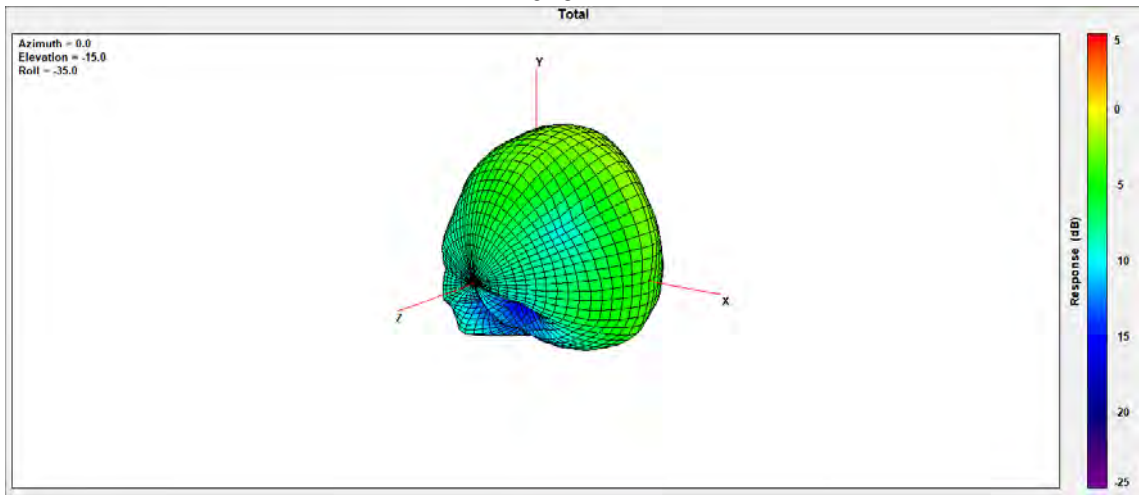 Total
Azimuth = 0.0
Elevation = -15.0
Roll = -35.0
Y
X
Z
5
0
-5
-10
15
-20
-25
Response (dB)